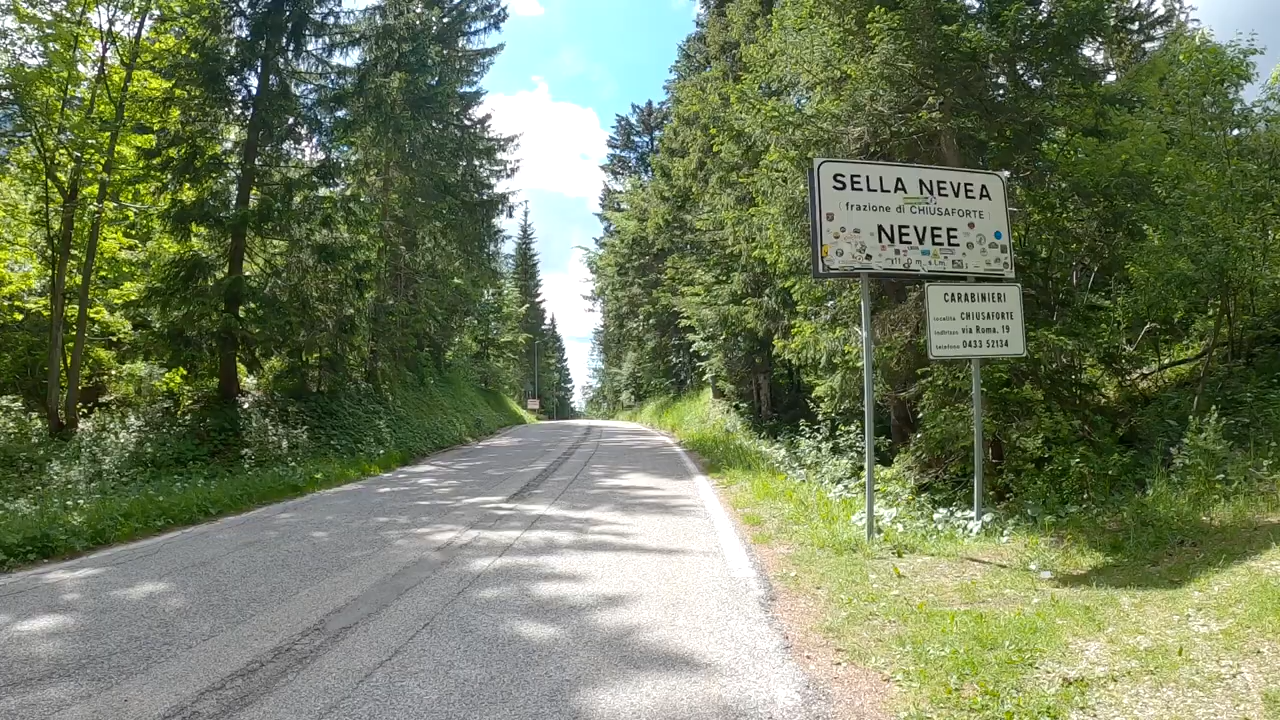 SELLA NEVEA
(frazione di CHIUSAFORTE)
NEVEE
m. s.l.m.
CARABINIERI
località CHIUSAFORTE
indirizzo via Roma, 19
telefono 0433 52134